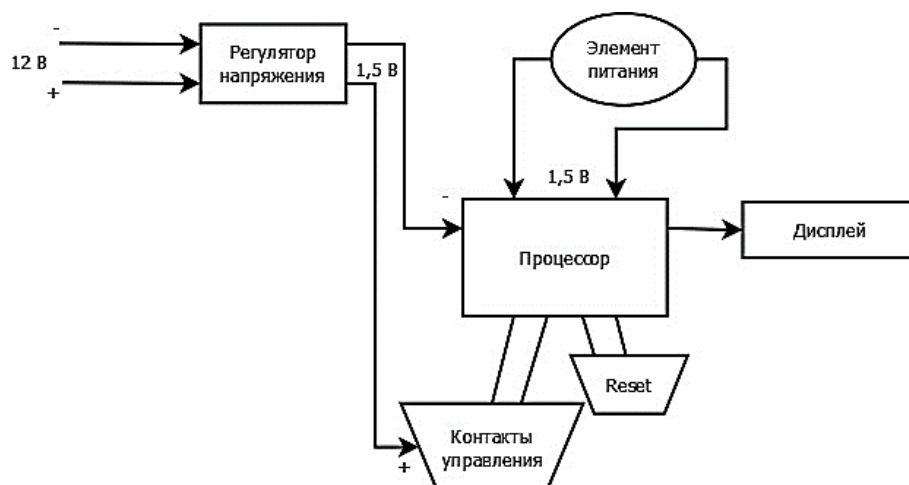 -
12 В
+
Регулятор
напряжения
1,5 В
Элемент
питания
1,5 В
-
Процессор
Дисплей
Reset
Контакты
управления
+